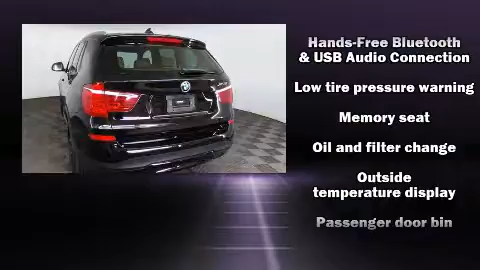 Hands-Free Bluetooth
& USB Audio Connection
Low tire pressure warning
Memory seat
Oil and filter change
Outside
temperature display
Passenger door bin